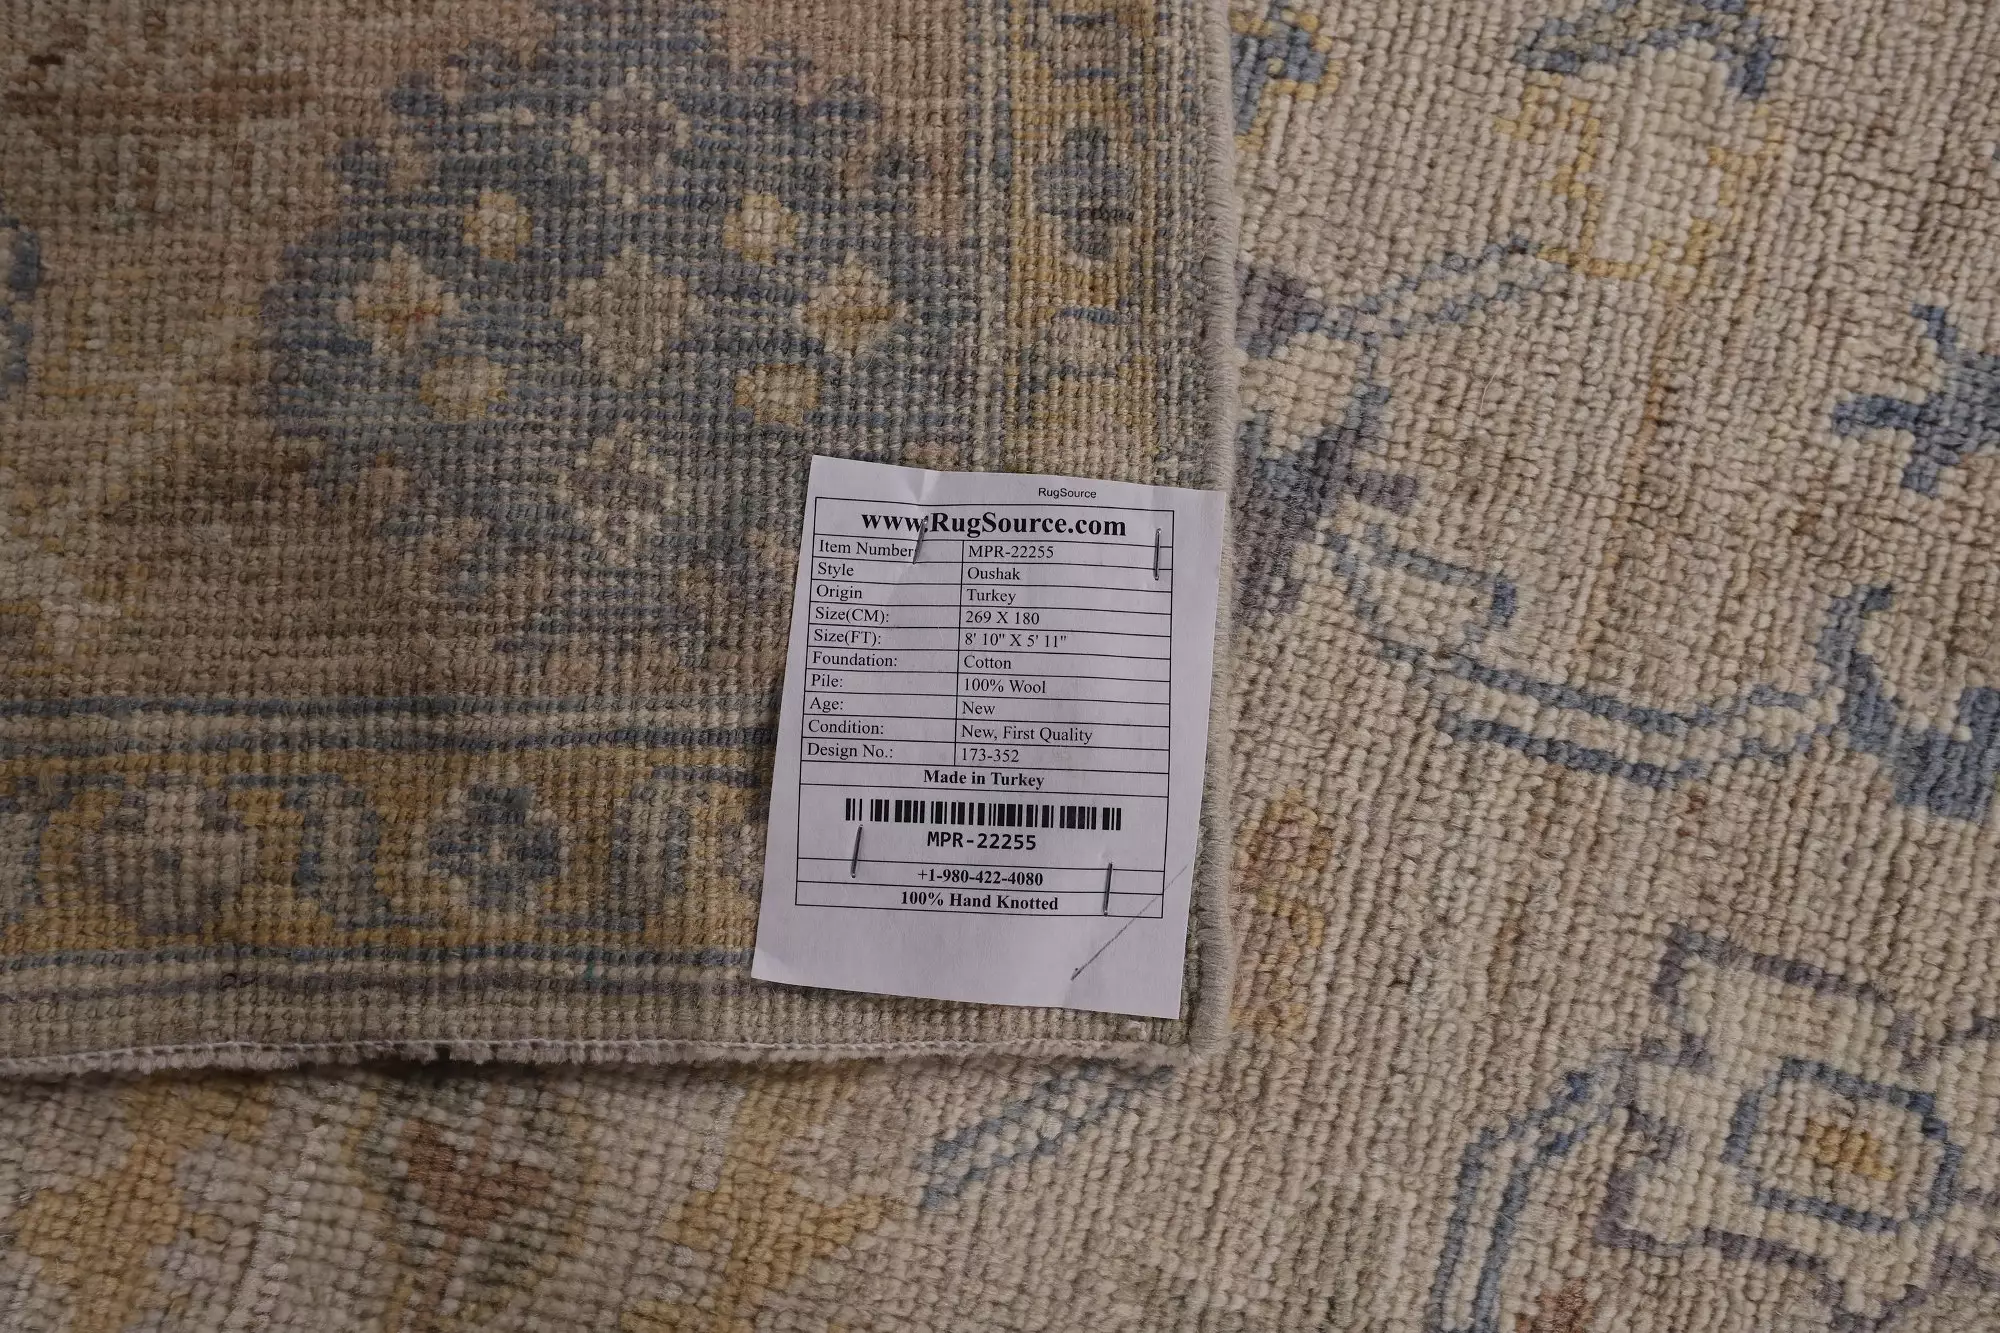 RugSource
www.RugSource.com
Item Number MPR-22255
Style Oushak
Origin Turkey
Size(CM): 269 X 180
Size(FT): 8' 10" X 5' 11"
Foundation: Cotton
Pile: 100% Wool
Age: New
Condition: New, First Quality
Design No.: 173-352
Made in Turkey
MPR-22255
+1-980-422-4080
100% Hand Knotted